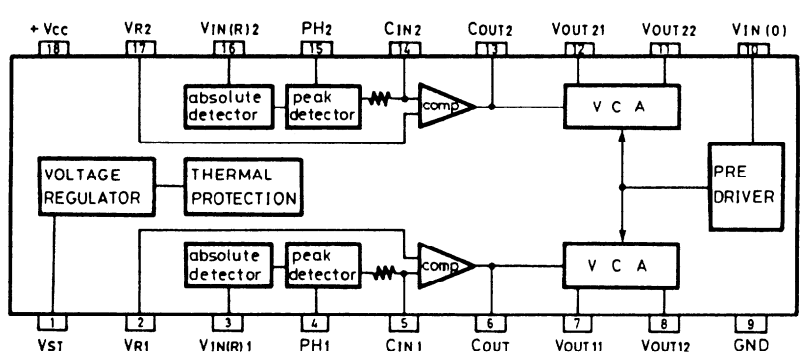 + Vcc VR2 VIN(R)2 PH2 CIN2 COUT2 VOUT21 VOUT22 VIN(0)
18 17 16 15 14 13 12 11 10
absolute
detector
peak
detector
comp
V C A
VOLTAGE
REGULATOR
THERMAL
PROTECTION
PRE
DRIVER
absolute
detector
peak
detector
comp
V C A
1 2 3 4 5 6 7 8 9
VST VR1 VIN(R)1 PH1 CIN1 COUT VOUT11 VOUT12 GND